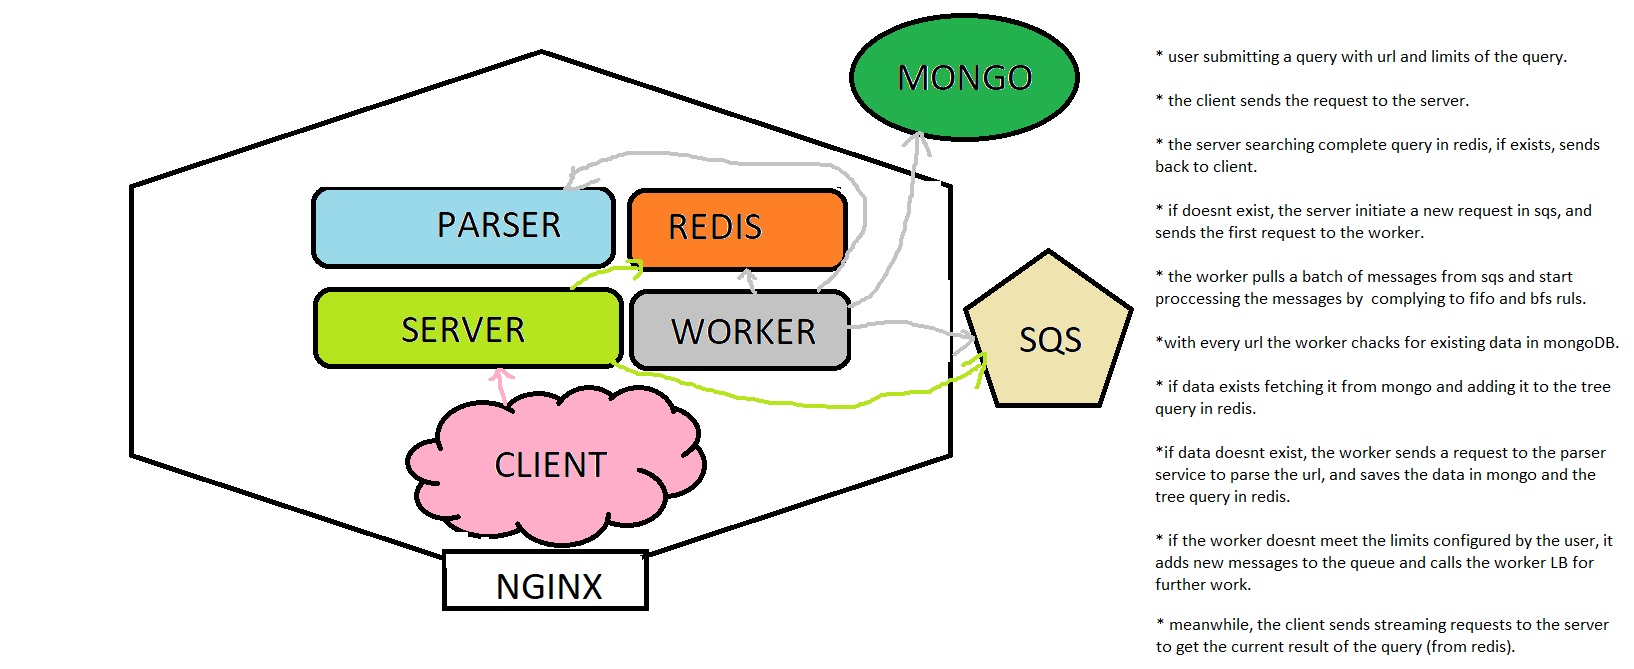 MONGO
PARSER
REDIS
SERVER
WORKER
SQS
CLIENT
NGINX
* user submitting a query with url and limits of the query.
* the client sends the request to the server.
* the server searching complete query in redis, if exists, sends
back to client.
* if doesnt exist, the server initiate a new request in sqs, and
sends the first request to the worker.
* the worker pulls a batch of messages from sqs and start
proccessing the messages by  complying to fifo and bfs ruls.
*with every url the worker chacks for existing data in mongoDB.
* if data exists fetching it from mongo and adding it to the tree
query in redis.
*if data doesnt exist, the worker sends a request to the parser
service to parse the url, and saves the data in mongo and the
tree query in redis.
* if the worker doesnt meet the limits configured by the user, it
adds new messages to the queue and calls the worker LB for
further work.
* meanwhile, the client sends streaming requests to the server
to get the current result of the query (from redis).